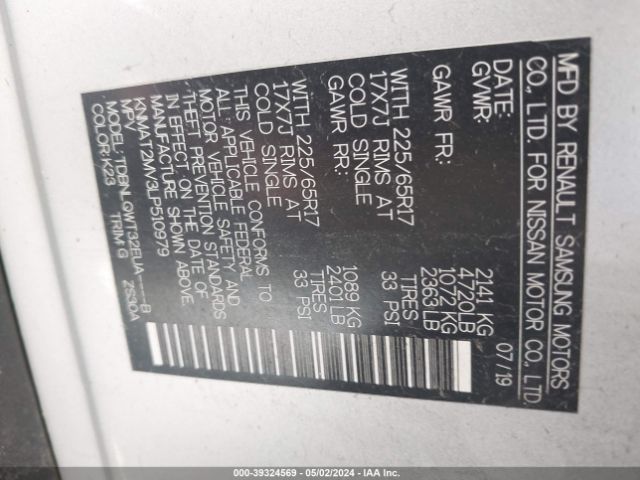 MFD BY RENAULT SAMSUNG MOTORS
CO., LTD. FOR NISSAN MOTOR CO., LTD.
DATE: 07/19
GVWR: 2141 KG
4720LB
GAWR FR: 1072 KG
2363 LB
WITH 225/65R17 TIRES
17X7J RIMS AT 33 PSI
COLD SINGLE
GAWR RR: 1089 KG
2401 LB
WITH 225/65R17 TIRES
17X7J RIMS AT 33 PSI
COLD SINGLE
THIS VEHICLE CONFORMS TO
ALL APPLICABLE FEDERAL
MOTOR VEHICLE SAFETY AND
THEFT PREVENTION STANDARDS
IN EFFECT ON THE DATE OF
MANUFACTURE SHOWN ABOVE.
KNMAT2MV3LP510979
MPV
MODEL: TDBNLQWT32EUA-----B
COLOR: K23 TRIM: G ZS30A
000-39324569 • 05/02/2024 • IAA Inc.